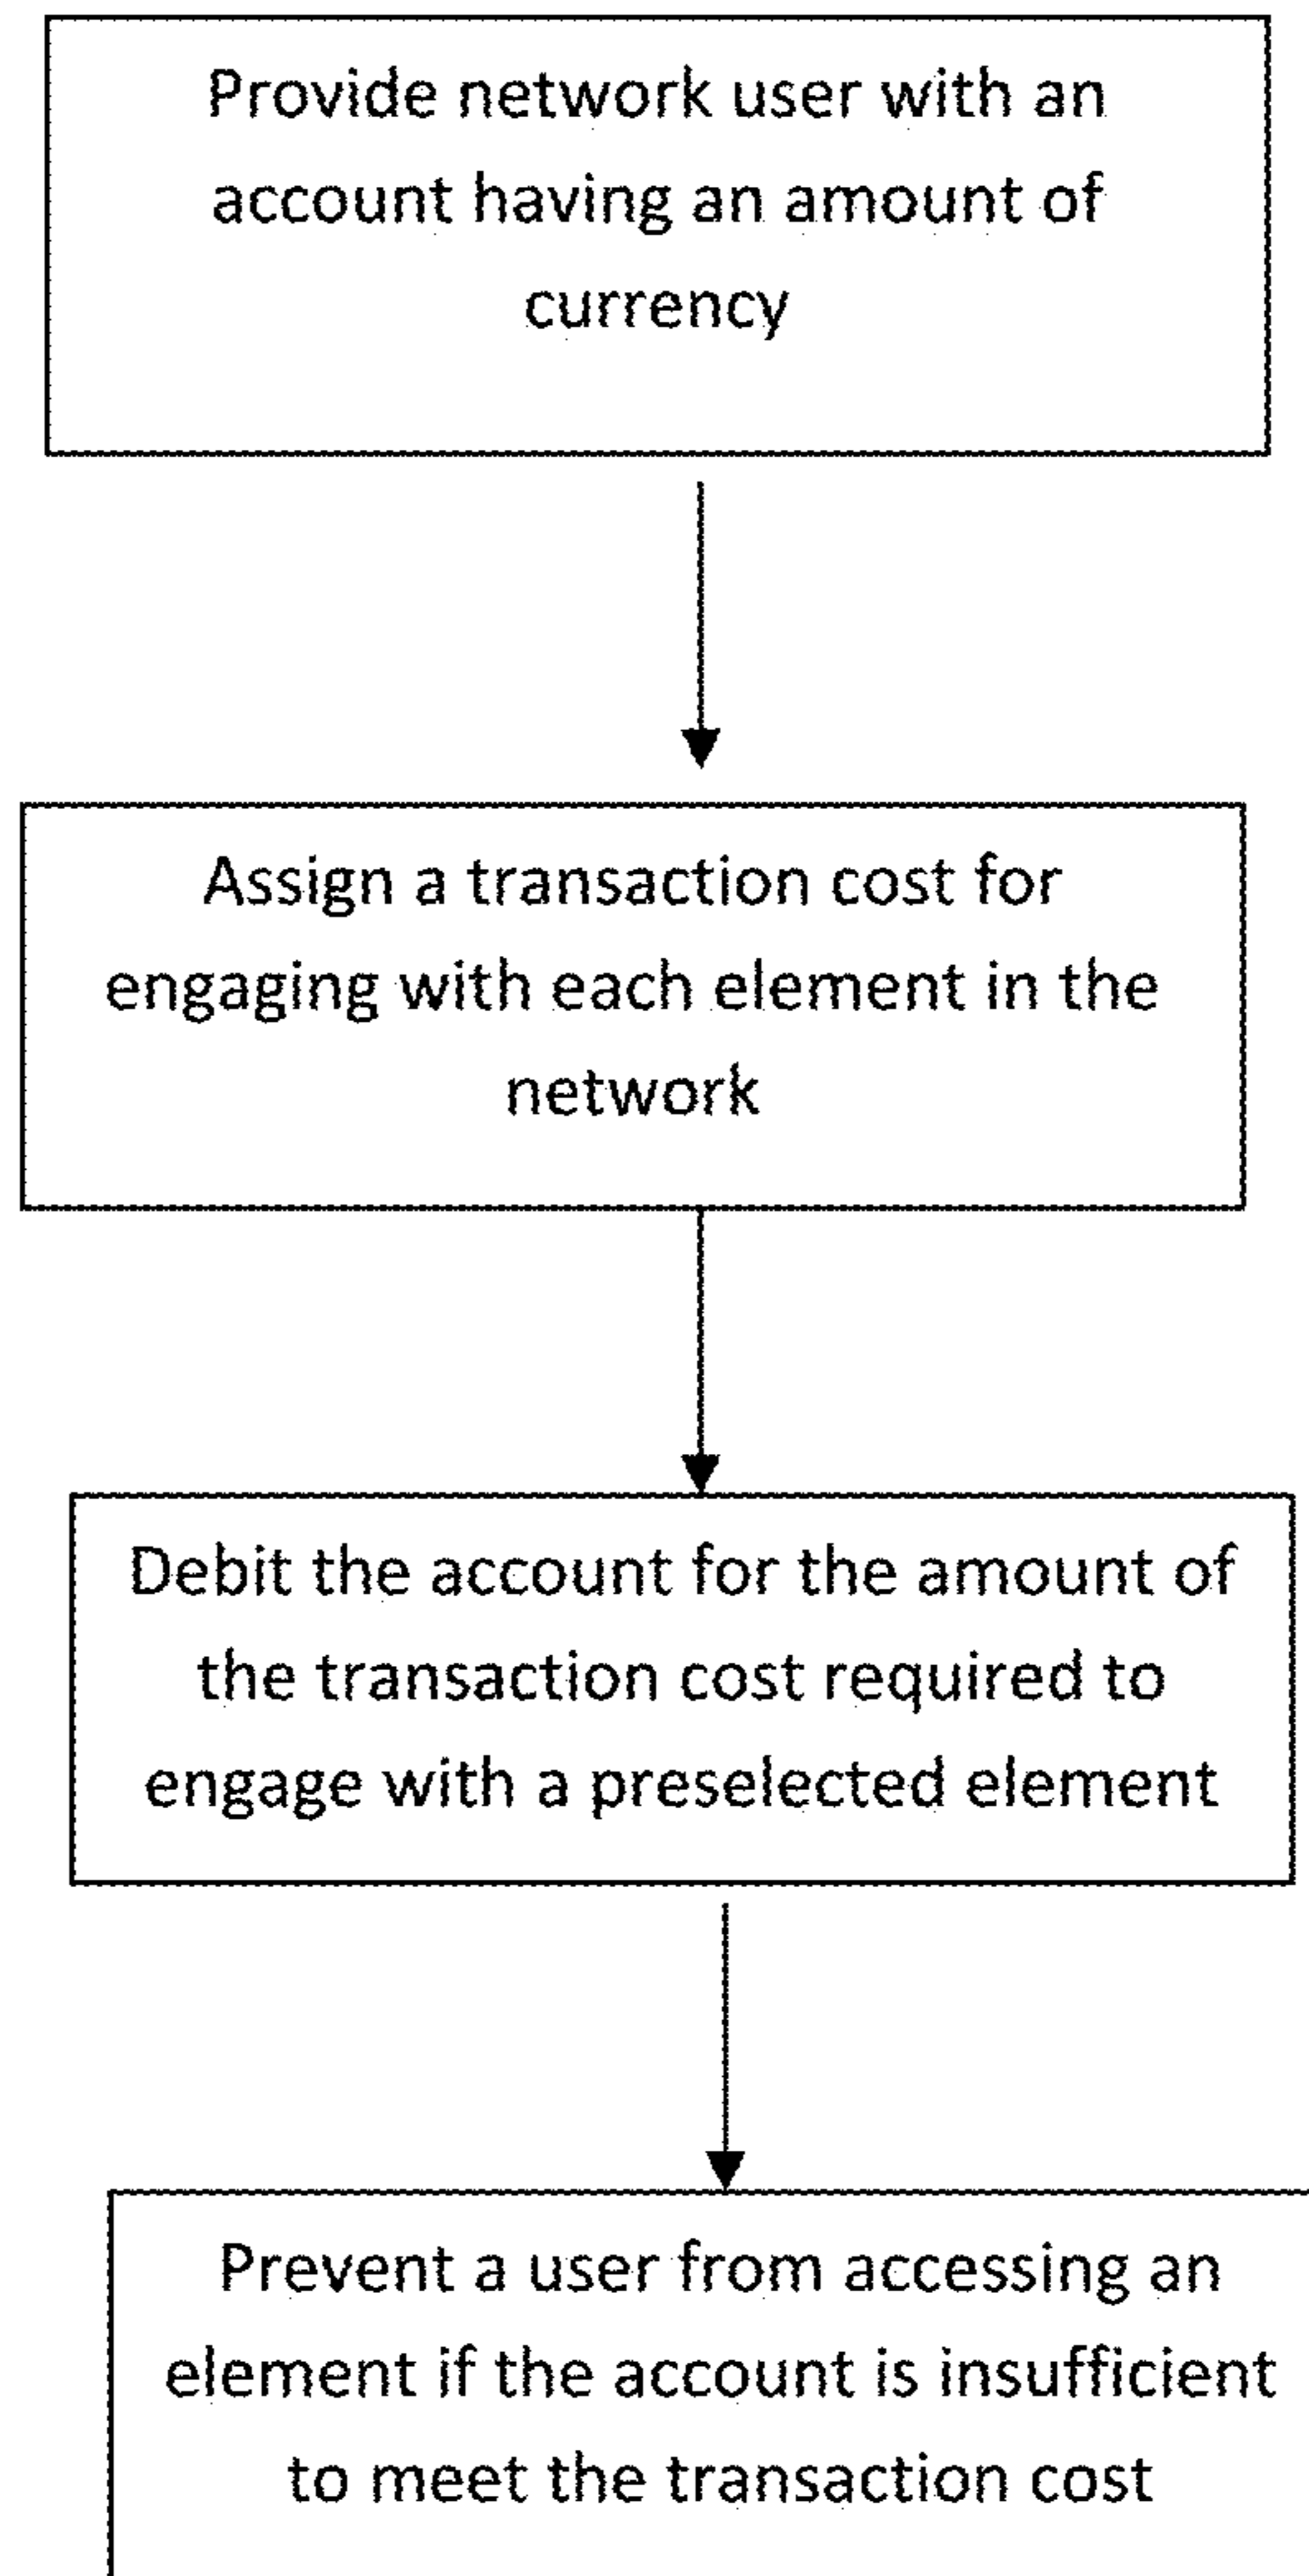 Provide network user with an
account having an amount of
currency
Assign a transaction cost for
engaging with each element in the
network
Debit the account for the amount of
the transaction cost required to
engage with a preselected element
Prevent a user from accessing an
element if the account is insufficient
to meet the transaction cost